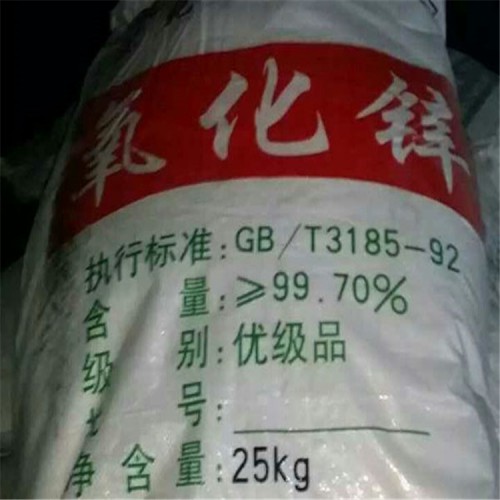 氧化锌
执行标准:GB/T3185-92
含量:≥99.70%
级别:优级品
号:
净含量:25kg